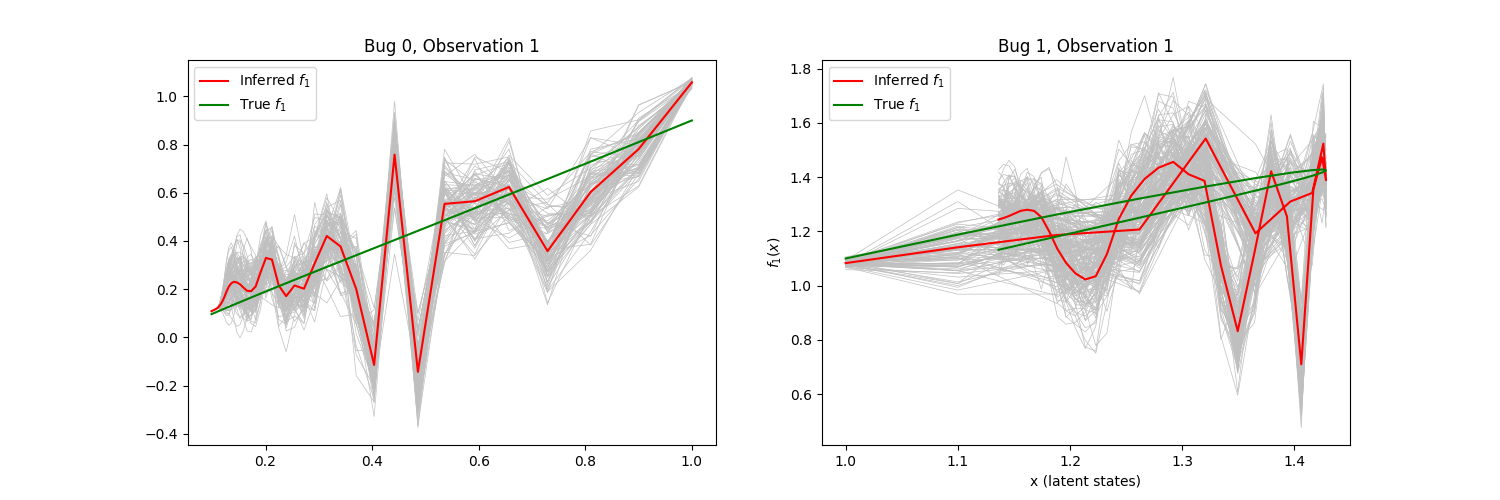 Bug 0, Observation 1
Inferred f₁
True f₁
1.0
0.8
0.6
0.4
0.2
0.0
−0.2
−0.4
0.2 0.4 0.6 0.8 1.0
Bug 1, Observation 1
Inferred f₁
True f₁
f₁(x)
1.8
1.6
1.4
1.2
1.0
0.8
0.6
1.0 1.1 1.2 1.3 1.4
x (latent states)